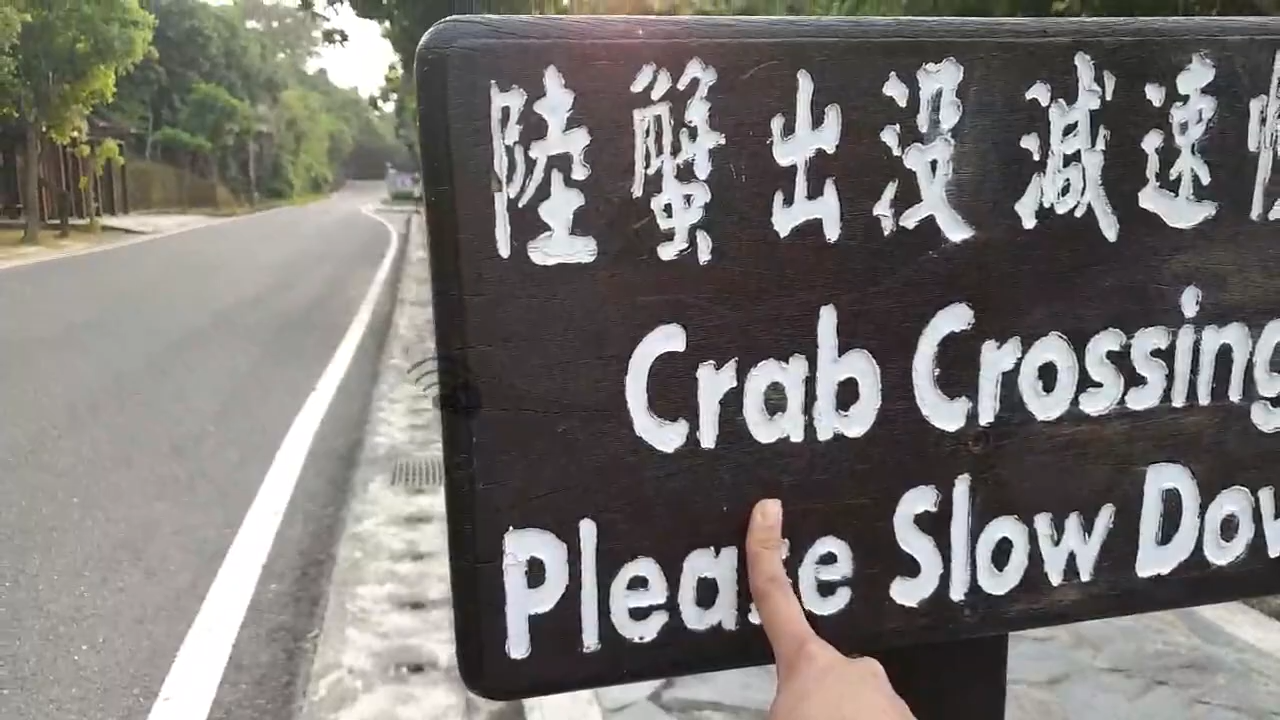 陸蟹出沒 減速
Crab Crossing
Please Slow Dow